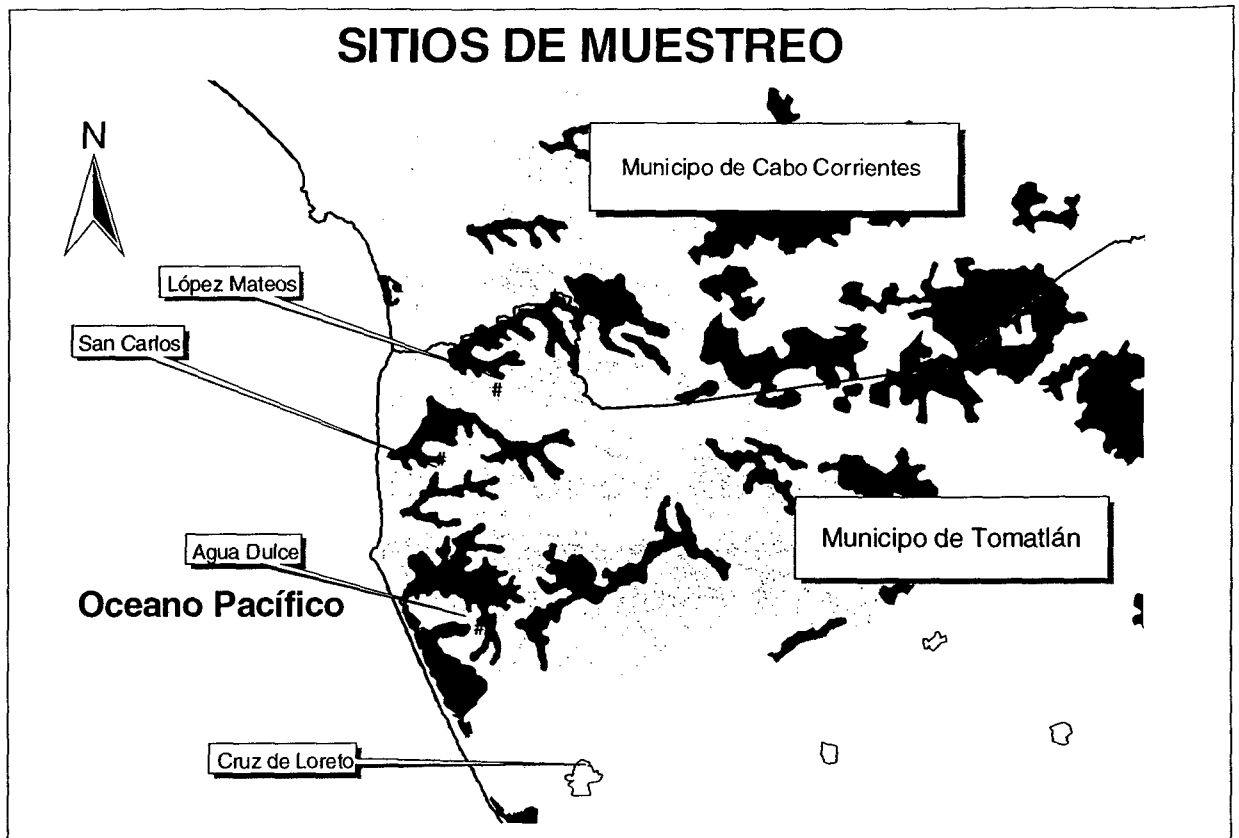 SITIOS DE MUESTREO
N
Municipo de Cabo Corrientes
López Mateos
San Carlos
#
#
Municipo de Tomatlán
Agua Dulce
Oceano Pacífico
#
Cruz de Loreto